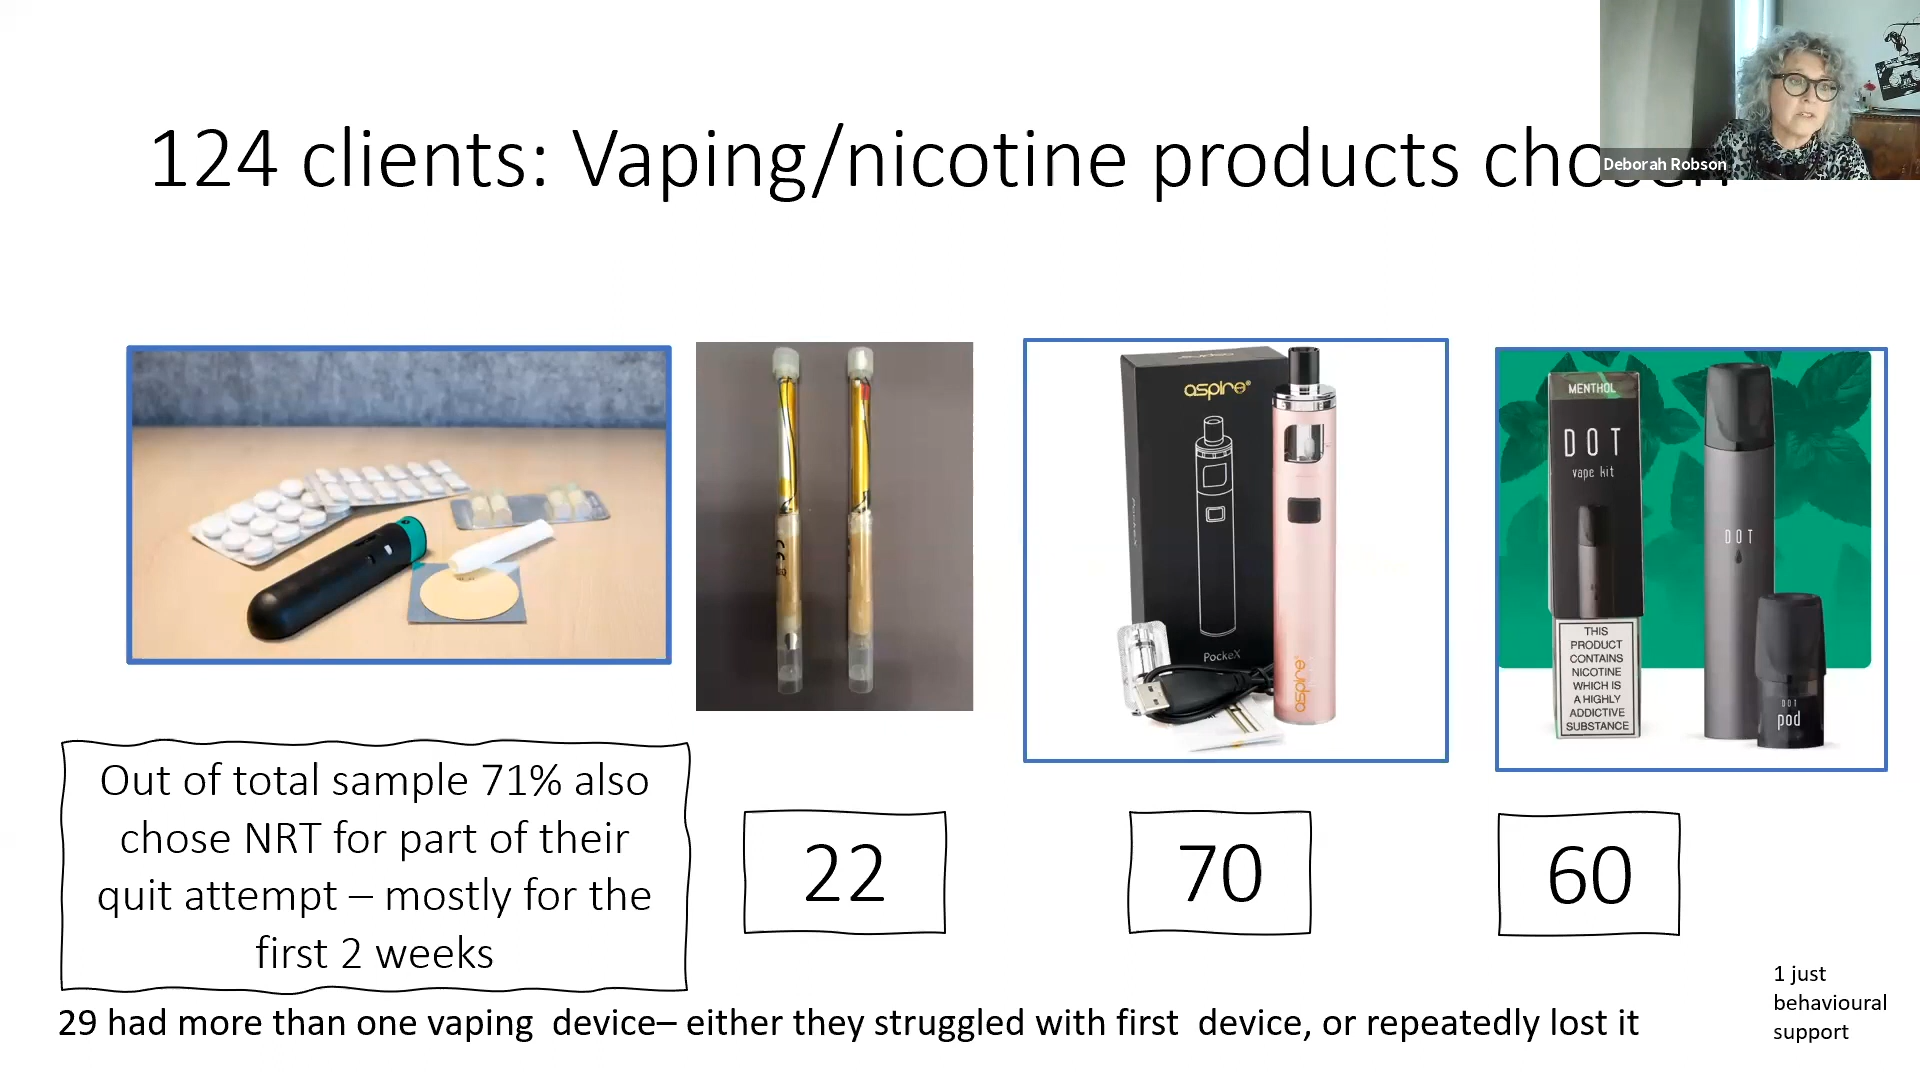 124 clients: Vaping/nicotine products chosen
Deborah Robson
aspire
PockeX
aspire
MENTHOL
DOT
vape kit
THIS
PRODUCT
CONTAINS
NICOTINE
WHICH IS
A HIGHLY
ADDICTIVE
SUBSTANCE
DOT
DOT
pod
Out of total sample 71% also
chose NRT for part of their
quit attempt – mostly for the
first 2 weeks
22
70
60
29 had more than one vaping device– either they struggled with first device, or repeatedly lost it
1 just
behavioural
support